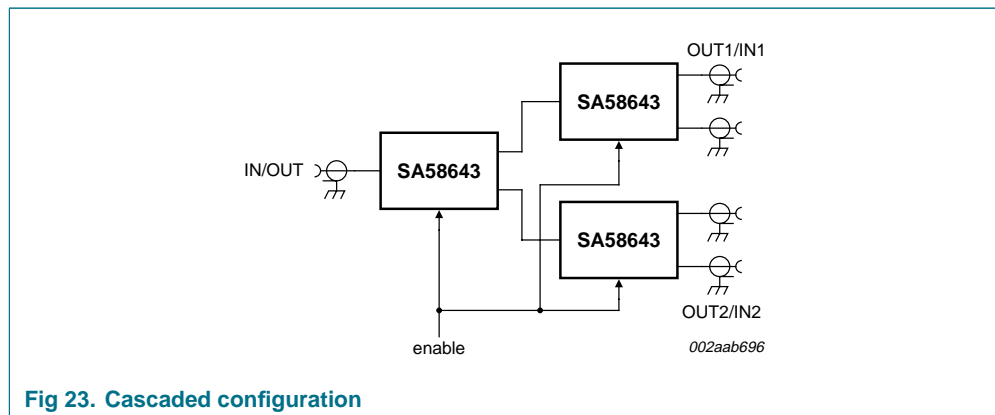 OUT1/IN1
SA58643
IN/OUT
SA58643
SA58643
OUT2/IN2
enable
002aab696
Fig 23. Cascaded configuration